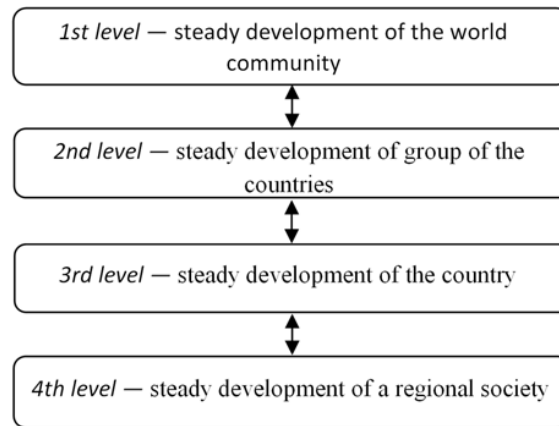 1st level — steady development of the world
community
2nd level — steady development of group of the
countries
3rd level — steady development of the country
4th level — steady development of a regional society